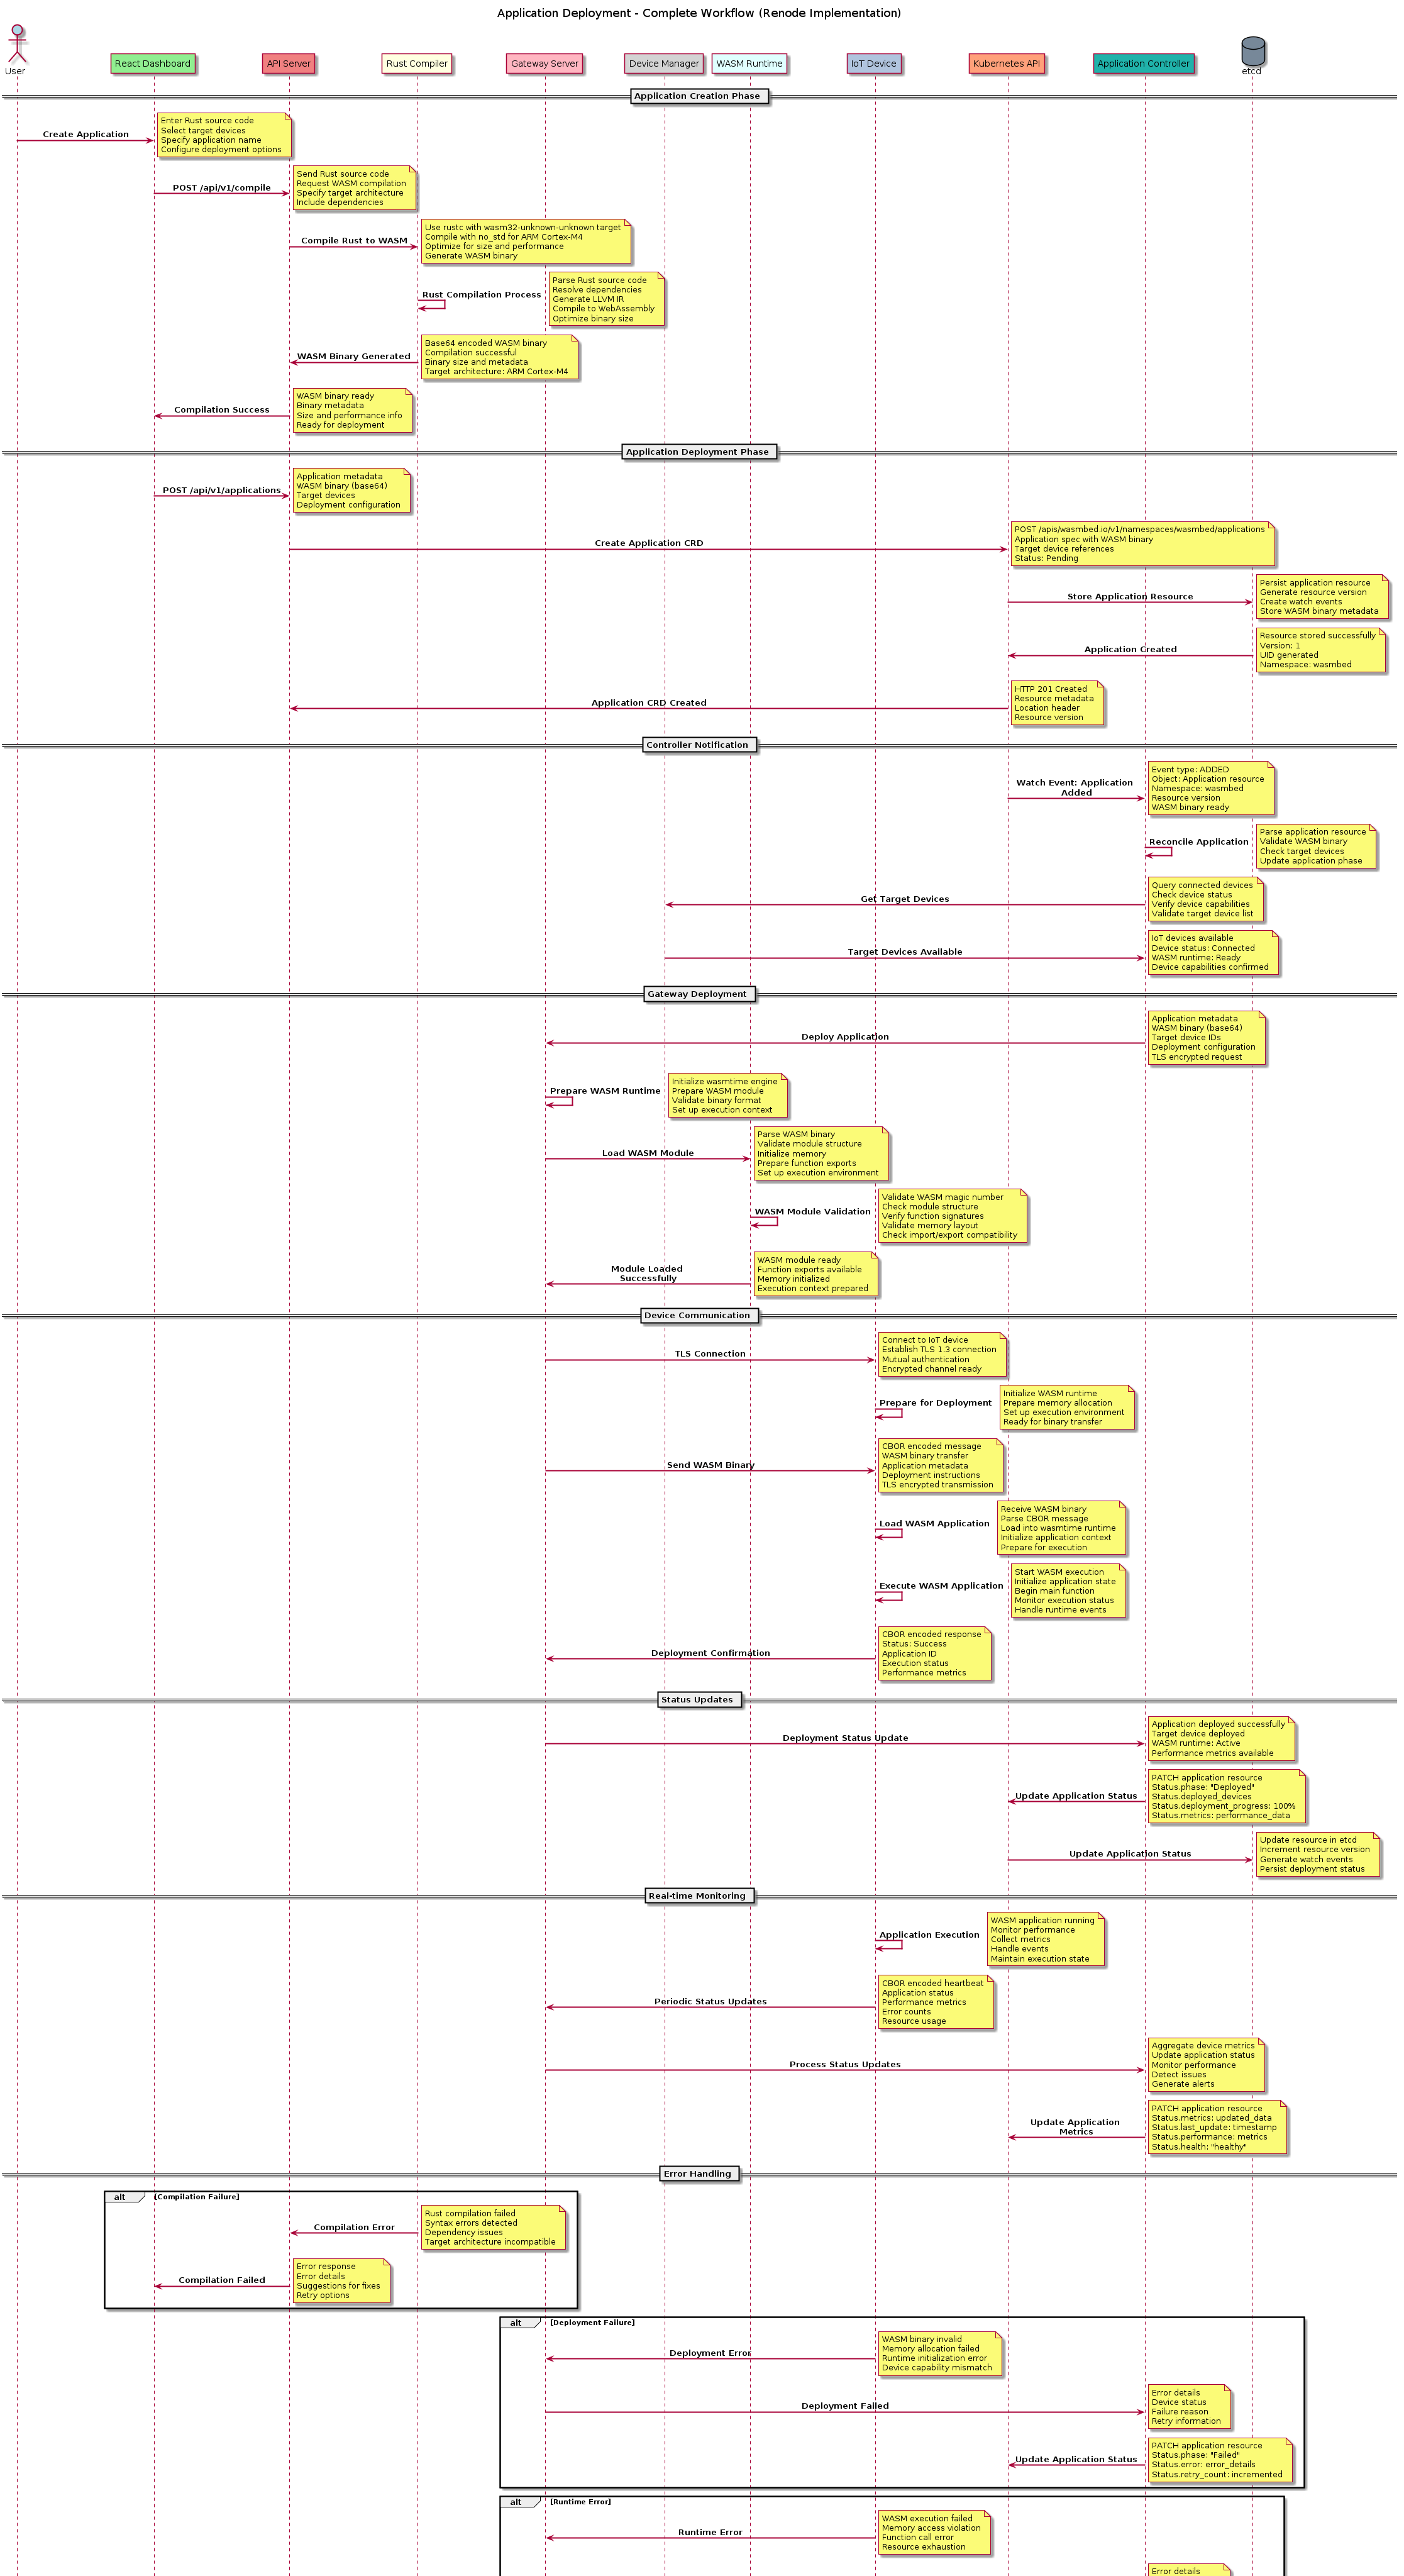 Application Deployment - Complete Workflow (Renode Implementation)
User
React Dashboard
API Server
Rust Compiler
Gateway Server
Device Manager
WASM Runtime
IoT Device
Kubernetes API
Application Controller
etcd
Application Creation Phase
Create Application
Enter Rust source code
Select target devices
Specify application name
Configure deployment options
POST /api/v1/compile
Send Rust source code
Request WASM compilation
Specify target architecture
Include dependencies
Compile Rust to WASM
Use rustc with wasm32-unknown-unknown target
Compile with no_std for ARM Cortex-M4
Optimize for size and performance
Generate WASM binary
Rust Compilation Process
Parse Rust source code
Resolve dependencies
Generate LLVM IR
Compile to WebAssembly
Optimize binary size
WASM Binary Generated
Base64 encoded WASM binary
Compilation successful
Binary size and metadata
Target architecture: ARM Cortex-M4
Compilation Success
WASM binary ready
Binary metadata
Size and performance info
Ready for deployment
Application Deployment Phase
POST /api/v1/applications
Application metadata
WASM binary (base64)
Target devices
Deployment configuration
Create Application CRD
POST /apis/wasmbed.io/v1/namespaces/wasmbed/applications
Application spec with WASM binary
Target device references
Status: Pending
Store Application Resource
Persist application resource
Generate resource version
Create watch events
Store WASM binary metadata
Application Created
Resource stored successfully
Version: 1
UID generated
Namespace: wasmbed
Application CRD Created
HTTP 201 Created
Resource metadata
Location header
Resource version
Controller Notification
Watch Event: Application
Added
Event type: ADDED
Object: Application resource
Namespace: wasmbed
Resource version
WASM binary ready
Reconcile Application
Parse application resource
Validate WASM binary
Check target devices
Update application phase
Get Target Devices
Query connected devices
Check device status
Verify device capabilities
Validate target device list
Target Devices Available
IoT devices available
Device status: Connected
WASM runtime: Ready
Device capabilities confirmed
Gateway Deployment
Deploy Application
Application metadata
WASM binary (base64)
Target device IDs
Deployment configuration
TLS encrypted request
Prepare WASM Runtime
Initialize wasmtime engine
Prepare WASM module
Validate binary format
Set up execution context
Load WASM Module
Parse WASM binary
Validate module structure
Initialize memory
Prepare function exports
Set up execution environment
WASM Module Validation
Validate WASM magic number
Check module structure
Verify function signatures
Validate memory layout
Check import/export compatibility
Module Loaded
Successfully
WASM module ready
Function exports available
Memory initialized
Execution context prepared
Device Communication
TLS Connection
Connect to IoT device
Establish TLS 1.3 connection
Mutual authentication
Encrypted channel ready
Prepare for Deployment
Initialize WASM runtime
Prepare memory allocation
Set up execution environment
Ready for binary transfer
Send WASM Binary
CBOR encoded message
WASM binary transfer
Application metadata
Deployment instructions
TLS encrypted transmission
Load WASM Application
Receive WASM binary
Parse CBOR message
Load into wasmtime runtime
Initialize application context
Prepare for execution
Execute WASM Application
Start WASM execution
Initialize application state
Begin main function
Monitor execution status
Handle runtime events
Deployment Confirmation
CBOR encoded response
Status: Success
Application ID
Execution status
Performance metrics
Status Updates
Deployment Status Update
Application deployed successfully
Target device deployed
WASM runtime: Active
Performance metrics available
Update Application Status
PATCH application resource
Status.phase: "Deployed"
Status.deployed_devices
Status.deployment_progress: 100%
Status.metrics: performance_data
Update Application Status
Update resource in etcd
Increment resource version
Generate watch events
Persist deployment status
Real-time Monitoring
Application Execution
WASM application running
Monitor performance
Collect metrics
Handle events
Maintain execution state
Periodic Status Updates
CBOR encoded heartbeat
Application status
Performance metrics
Error counts
Resource usage
Process Status Updates
Aggregate device metrics
Update application status
Monitor performance
Detect issues
Generate alerts
Update Application
Metrics
PATCH application resource
Status.metrics: updated_data
Status.last_update: timestamp
Status.performance: metrics
Status.health: "healthy"
Error Handling
alt [Compilation Failure]
Compilation Error
Rust compilation failed
Syntax errors detected
Dependency issues
Target architecture incompatible
Compilation Failed
Error response
Error details
Suggestions for fixes
Retry options
alt [Deployment Failure]
Deployment Error
WASM binary invalid
Memory allocation failed
Runtime initialization error
Device capability mismatch
Deployment Failed
Error details
Device status
Failure reason
Retry information
Update Application Status
PATCH application resource
Status.phase: "Failed"
Status.error: error_details
Status.retry_count: incremented
alt [Runtime Error]
Runtime Error
WASM execution failed
Memory access violation
Function call error
Resource exhaustion
Error details